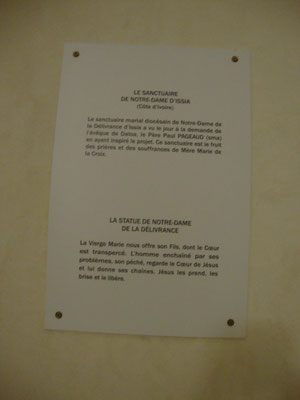 LE SANCTUAIRE
DE NOTRE-DAME D'ISSIA
(Côte d'Ivoire)
Le sanctuaire marial diocésain de Notre-Dame de
la Délivrance d'Issia a vu le jour à la demande de
l'évêque de Daloa; le Père Paul PAGEAUD (sma)
en ayant inspiré le projet. Ce sanctuaire est le fruit
des prières et des souffrances de Mère Marie de
la Croix.
LA STATUE DE NOTRE-DAME
DE LA DÉLIVRANCE
La Vierge Marie nous offre son Fils, dont le Cœur
est transpercé. L'homme enchaîné par ses
problèmes, son péché, regarde le Cœur de Jésus
et lui donne ses chaînes. Jésus les prend, les
brise et le libère.